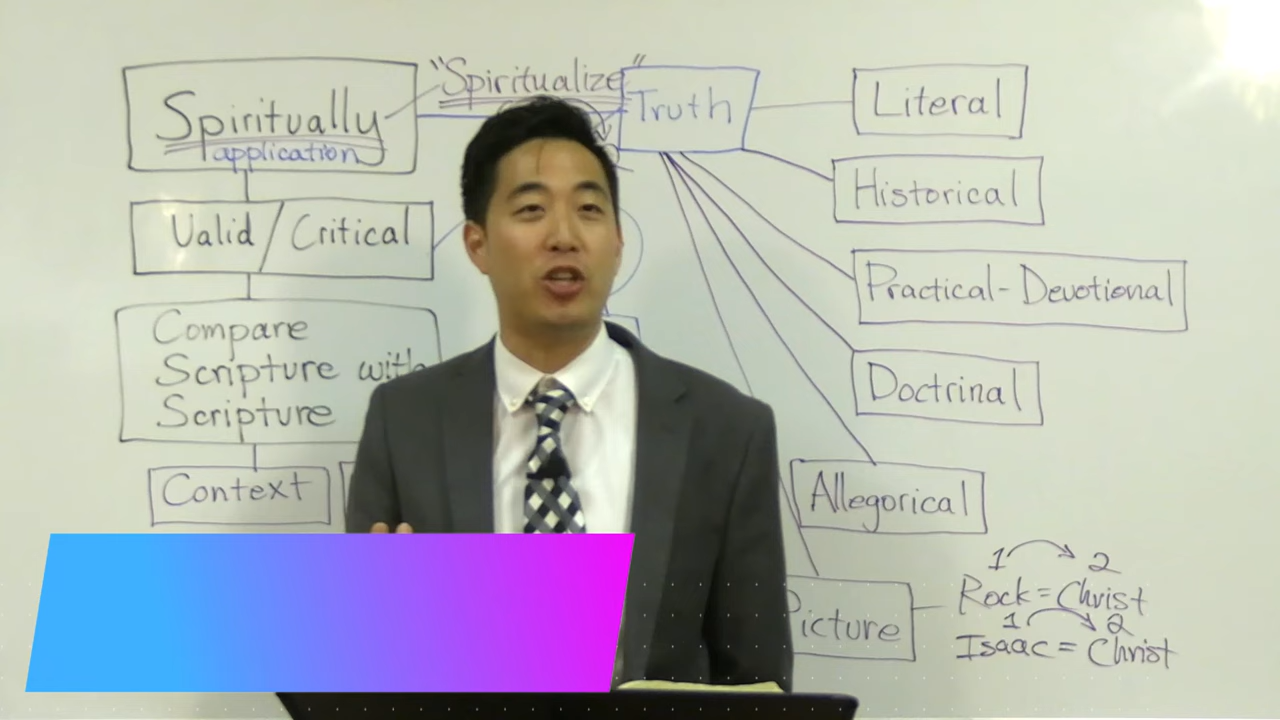 "Spiritualize"
Spiritually
application
Truth
Literal
Historical
Valid / Critical
Practical-Devotional
Compare
Scripture with
Scripture
Doctrinal
Context
Allegorical
1 2
Rock = Christ
1 2
Isaac = Christ
Picture